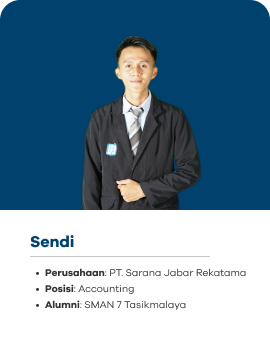 Sendi
• Perusahaan: PT. Sarana Jabar Rekatama
• Posisi: Accounting
• Alumni: SMAN 7 Tasikmalaya